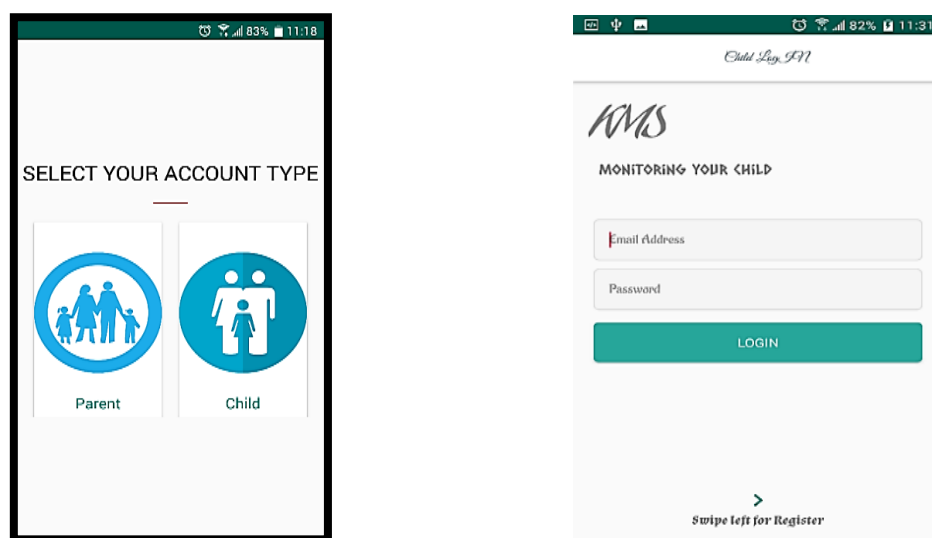 83% 11:18
SELECT YOUR ACCOUNT TYPE
Parent Child
82% 11:31
Child Log IN
KMS
MONITORING YOUR CHILD
Email Address
Password
LOGIN
Swipe left for Register